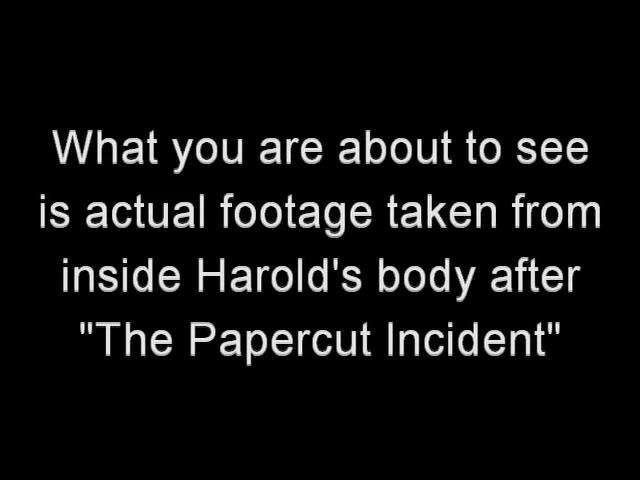 What you are about to see
is actual footage taken from
inside Harold's body after
"The Papercut Incident"